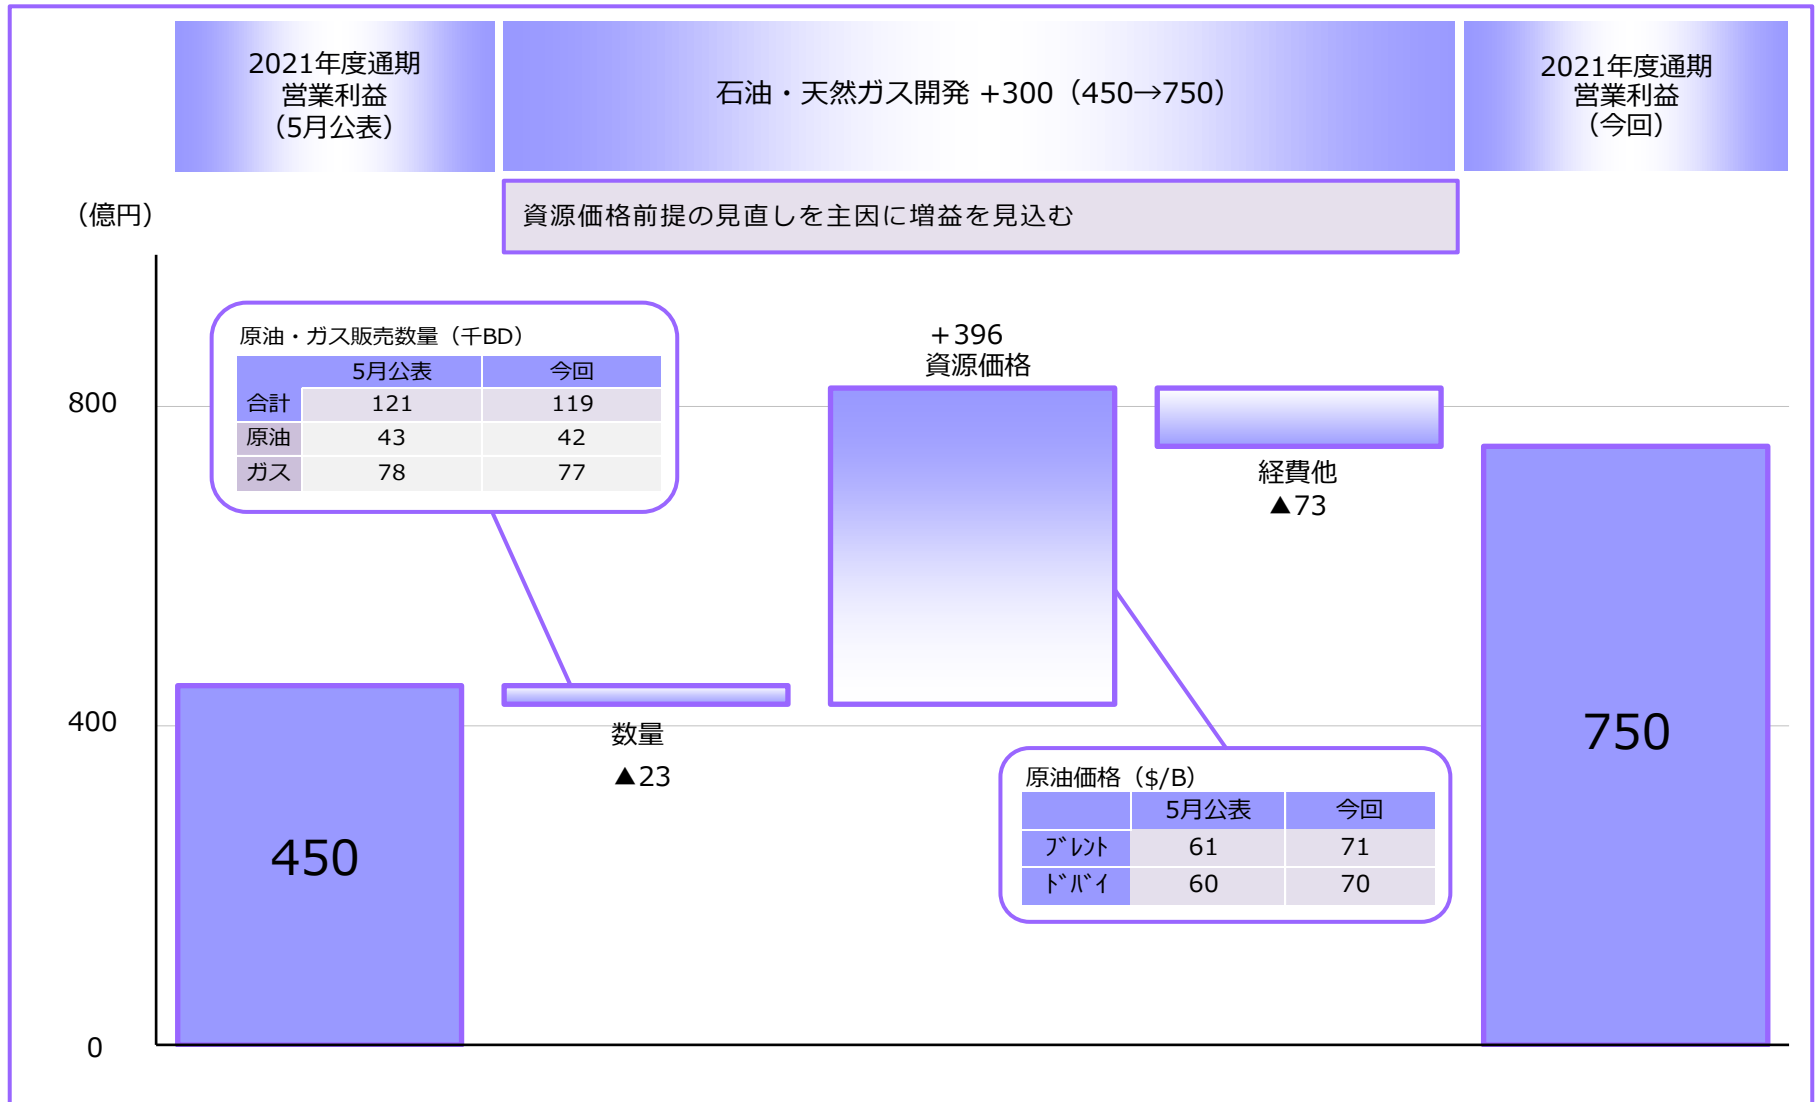 2021年度通期
営業利益
（5月公表）
石油・天然ガス開発 +300（450→750）
2021年度通期
営業利益
（今回）
資源価格前提の見直しを主因に増益を見込む
（億円）
原油・ガス販売数量（千BD）
5月公表 今回
合計 121 119
原油 43 42
ガス 78 77
＋396
資源価格
800
経費他
▲73
400
数量
▲23
750
原油価格（$/B）
5月公表 今回
ﾌﾞﾚﾝﾄ 61 71
ﾄﾞﾊﾞｲ 60 70
450
0